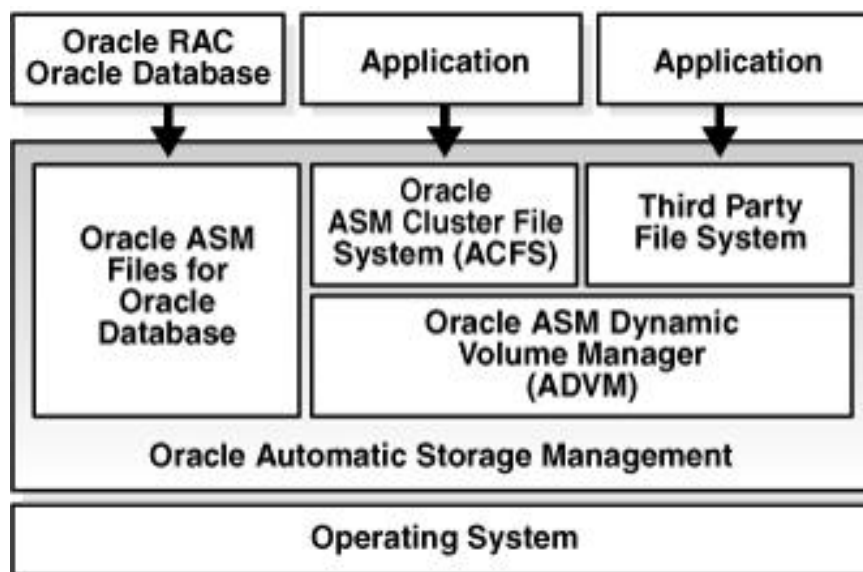 Oracle RAC
Oracle Database
Application
Application
Oracle ASM
Files for
Oracle
Database
Oracle
ASM Cluster File
System (ACFS)
Third Party
File System
Oracle ASM Dynamic
Volume Manager
(ADVM)
Oracle Automatic Storage Management
Operating System